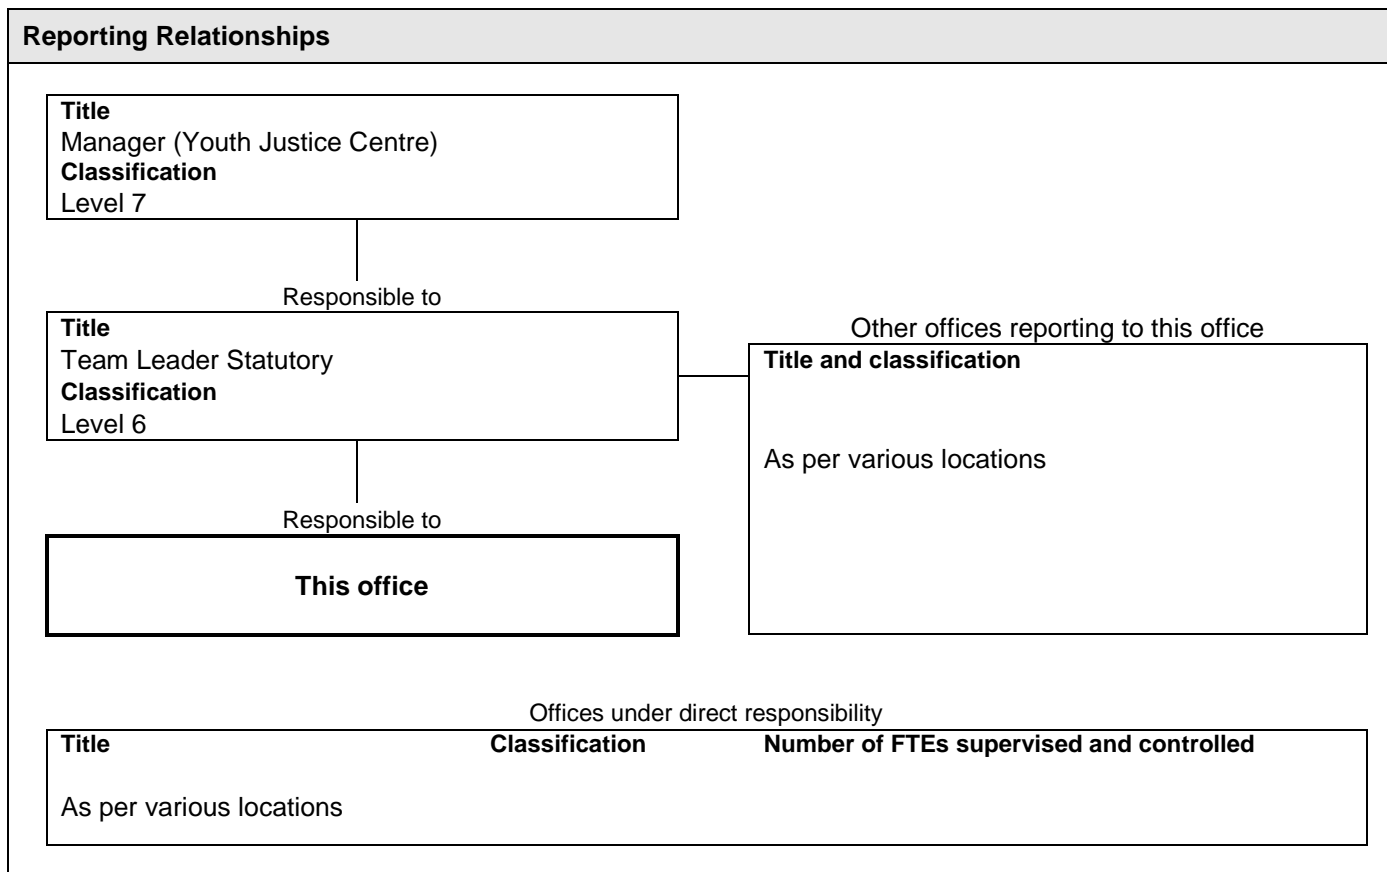 Reporting Relationships
Title
Manager (Youth Justice Centre)
Classification
Level 7
Responsible to
Title
Team Leader Statutory
Classification
Level 6
Other offices reporting to this office
Title and classification
As per various locations
Responsible to
This office
Offices under direct responsibility
Title Classification Number of FTEs supervised and controlled
As per various locations